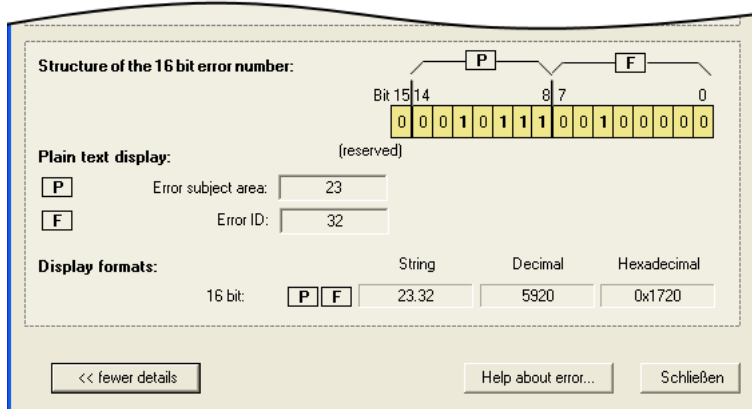 Structure of the 16 bit error number:
P F
Bit 15 14 8 7 0
0 0 0 1 0 1 1 1 0 0 1 0 0 0 0 0
(reserved)
Plain text display:
P Error subject area: 23
F Error ID: 32
Display formats: String Decimal Hexadecimal
16 bit: P F 23.32 5920 0x1720
<< fewer details Help about error... Schließen